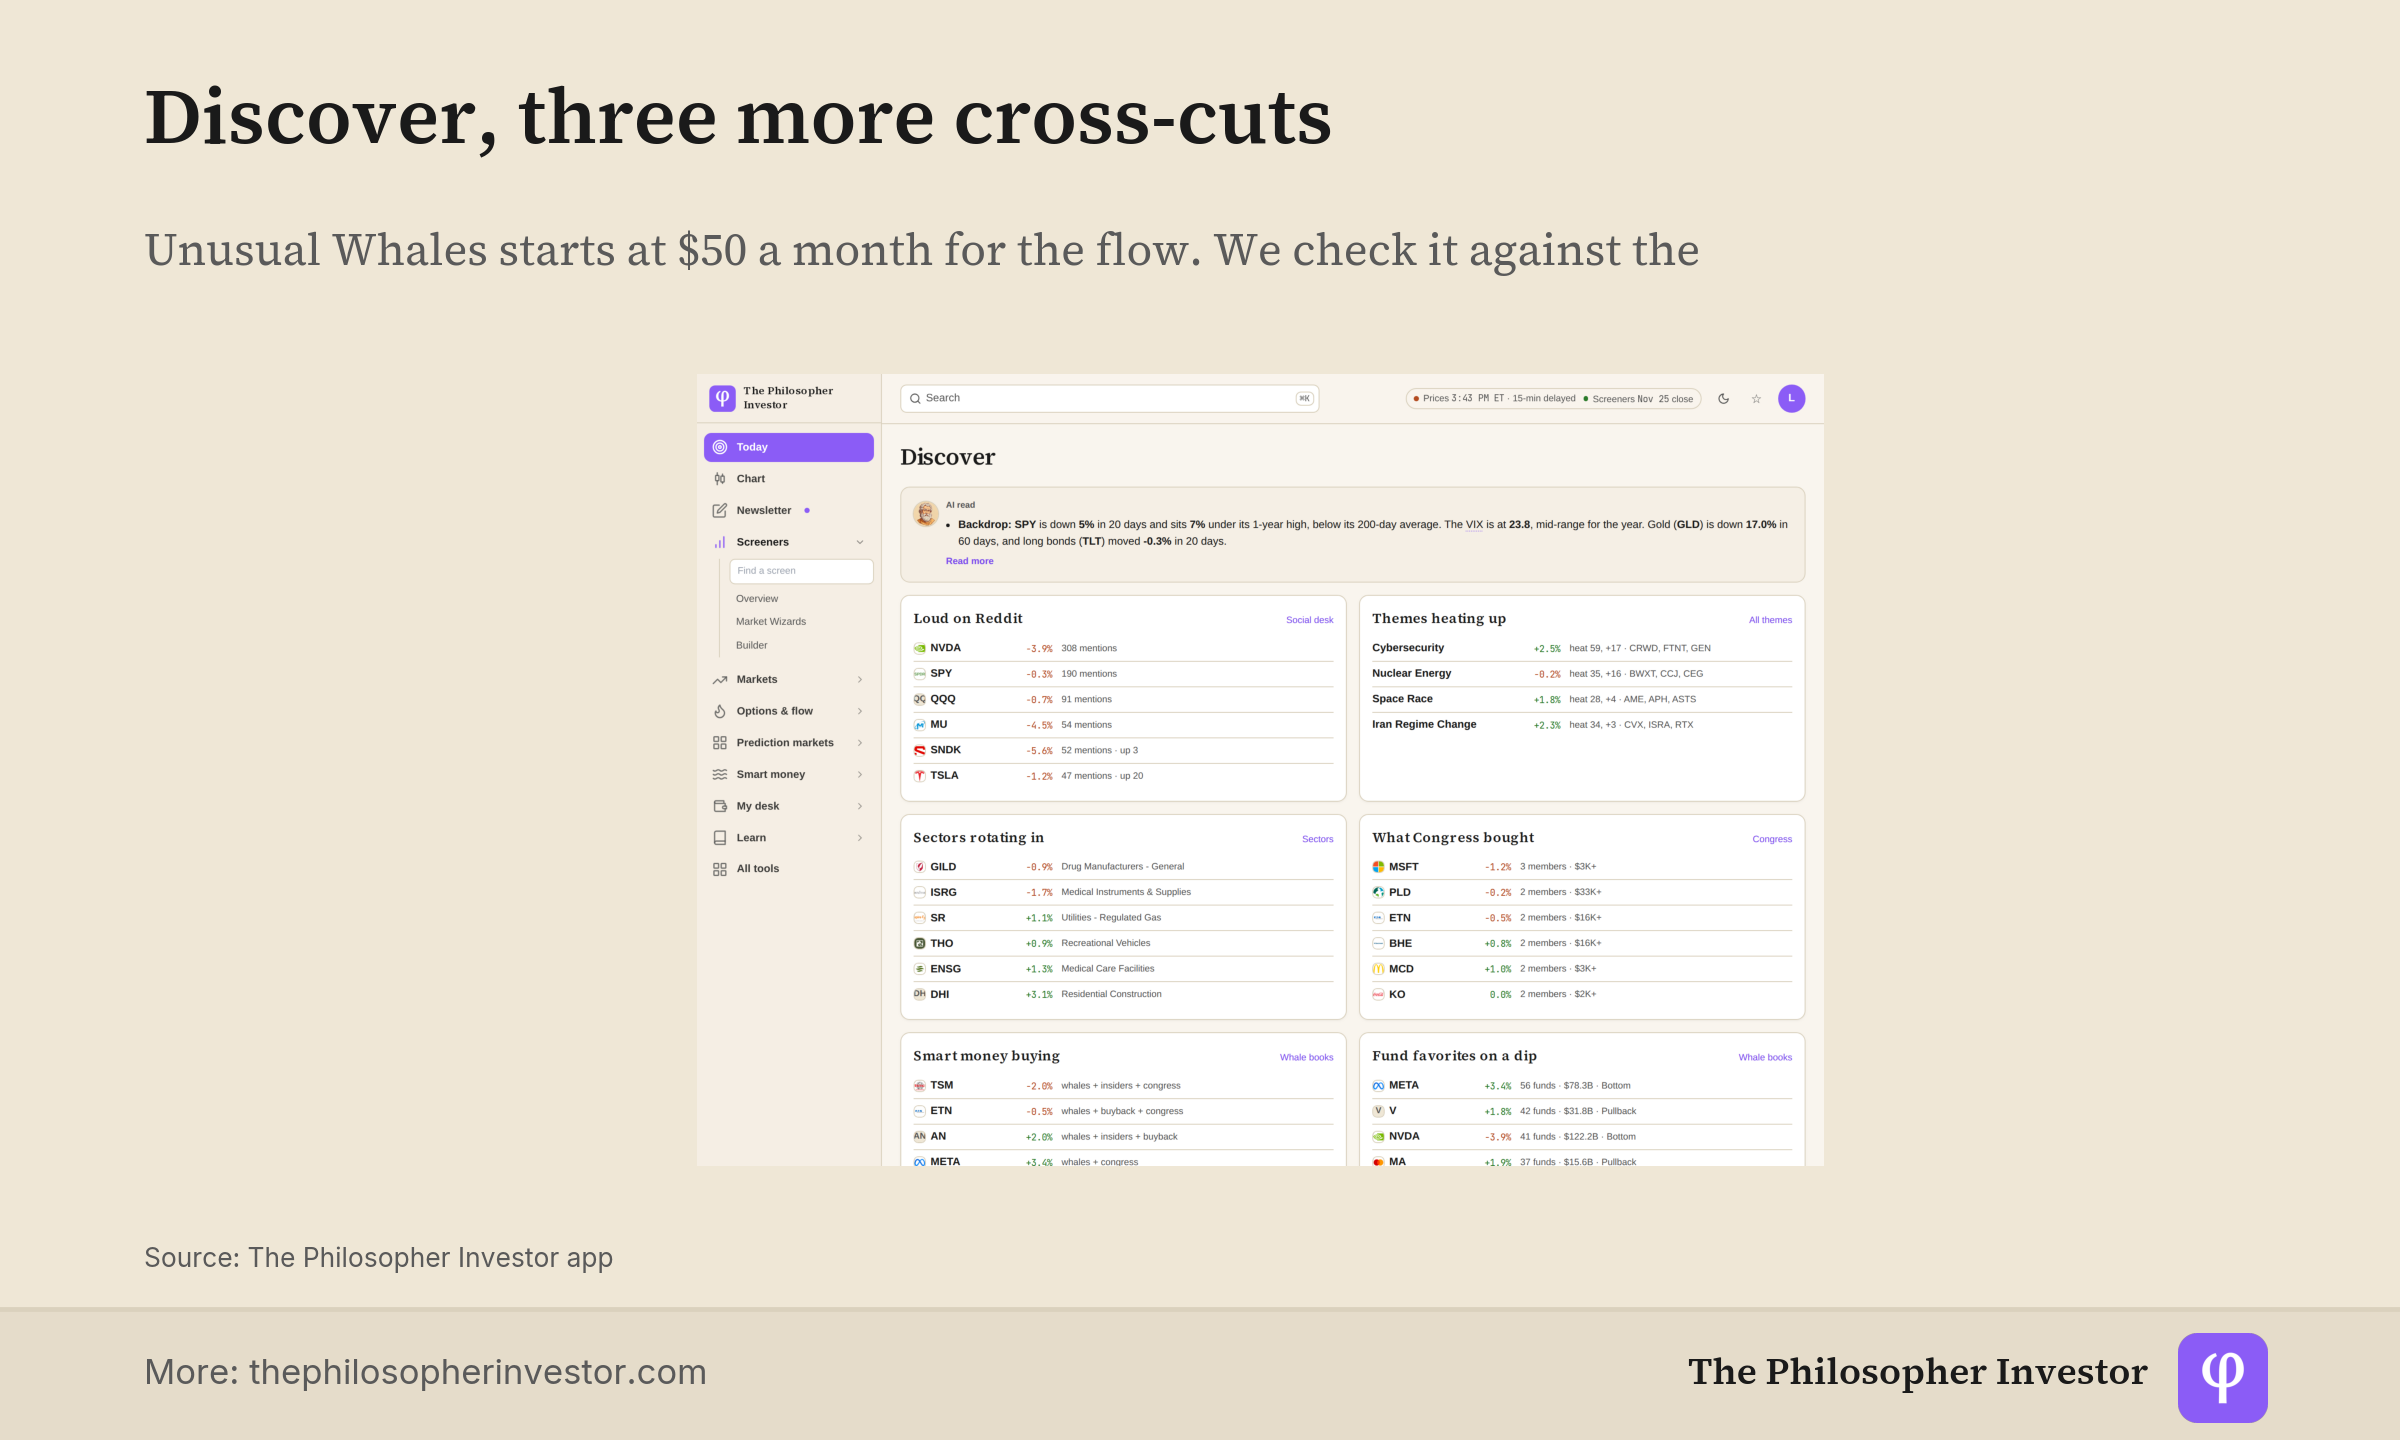 Discover, three more cross-cuts
Unusual Whales starts at $50 a month for the flow. We check it against the
The Philosopher
Investor
Search
⌘K
Prices 3:43 PM ET · 15-min delayed
Screeners Nov 25 close
L
Today
Chart
Newsletter
Screeners
Find a screen
Overview
Market Wizards
Builder
Markets
Options & flow
Prediction markets
Smart money
My desk
Learn
All tools
Discover
AI read
• Backdrop: SPY is down 5% in 20 days and sits 7% under its 1-year high, below its 200-day average. The VIX is at 23.8, mid-range for the year. Gold (GLD) is down 17.0% in
60 days, and long bonds (TLT) moved -0.3% in 20 days.
Read more
Loud on Reddit Social desk
NVDA -3.9% 308 mentions
SPY -0.3% 190 mentions
QQQ -0.7% 91 mentions
MU -4.5% 54 mentions
SNDK -5.6% 52 mentions · up 3
TSLA -1.2% 47 mentions · up 20
Themes heating up All themes
Cybersecurity +2.5% heat 59, +17 · CRWD, FTNT, GEN
Nuclear Energy -0.2% heat 35, +16 · BWXT, CCJ, CEG
Space Race +1.8% heat 28, +4 · AME, APH, ASTS
Iran Regime Change +2.3% heat 34, +3 · CVX, ISRA, RTX
Sectors rotating in Sectors
GILD -0.9% Drug Manufacturers - General
ISRG -1.7% Medical Instruments & Supplies
SR +1.1% Utilities - Regulated Gas
THO +0.9% Recreational Vehicles
ENSG +1.3% Medical Care Facilities
DH DHI +3.1% Residential Construction
What Congress bought Congress
MSFT -1.2% 3 members · $3K+
PLD -0.2% 2 members · $33K+
ETN -0.5% 2 members · $16K+
BHE +0.8% 2 members · $16K+
MCD +1.0% 2 members · $3K+
KO 0.0% 2 members · $2K+
Smart money buying Whale books
TSM -2.0% whales + insiders + congress
ETN -0.5% whales + buyback + congress
AN AN +2.0% whales + insiders + buyback
META +3.4% whales + congress
Fund favorites on a dip Whale books
META +3.4% 56 funds · $78.3B · Bottom
V V +1.8% 42 funds · $31.8B · Pullback
NVDA -3.9% 41 funds · $122.2B · Bottom
MA +1.9% 37 funds · $15.6B · Pullback
Source: The Philosopher Investor app
More: thephilosopherinvestor.com
The Philosopher Investor
φ